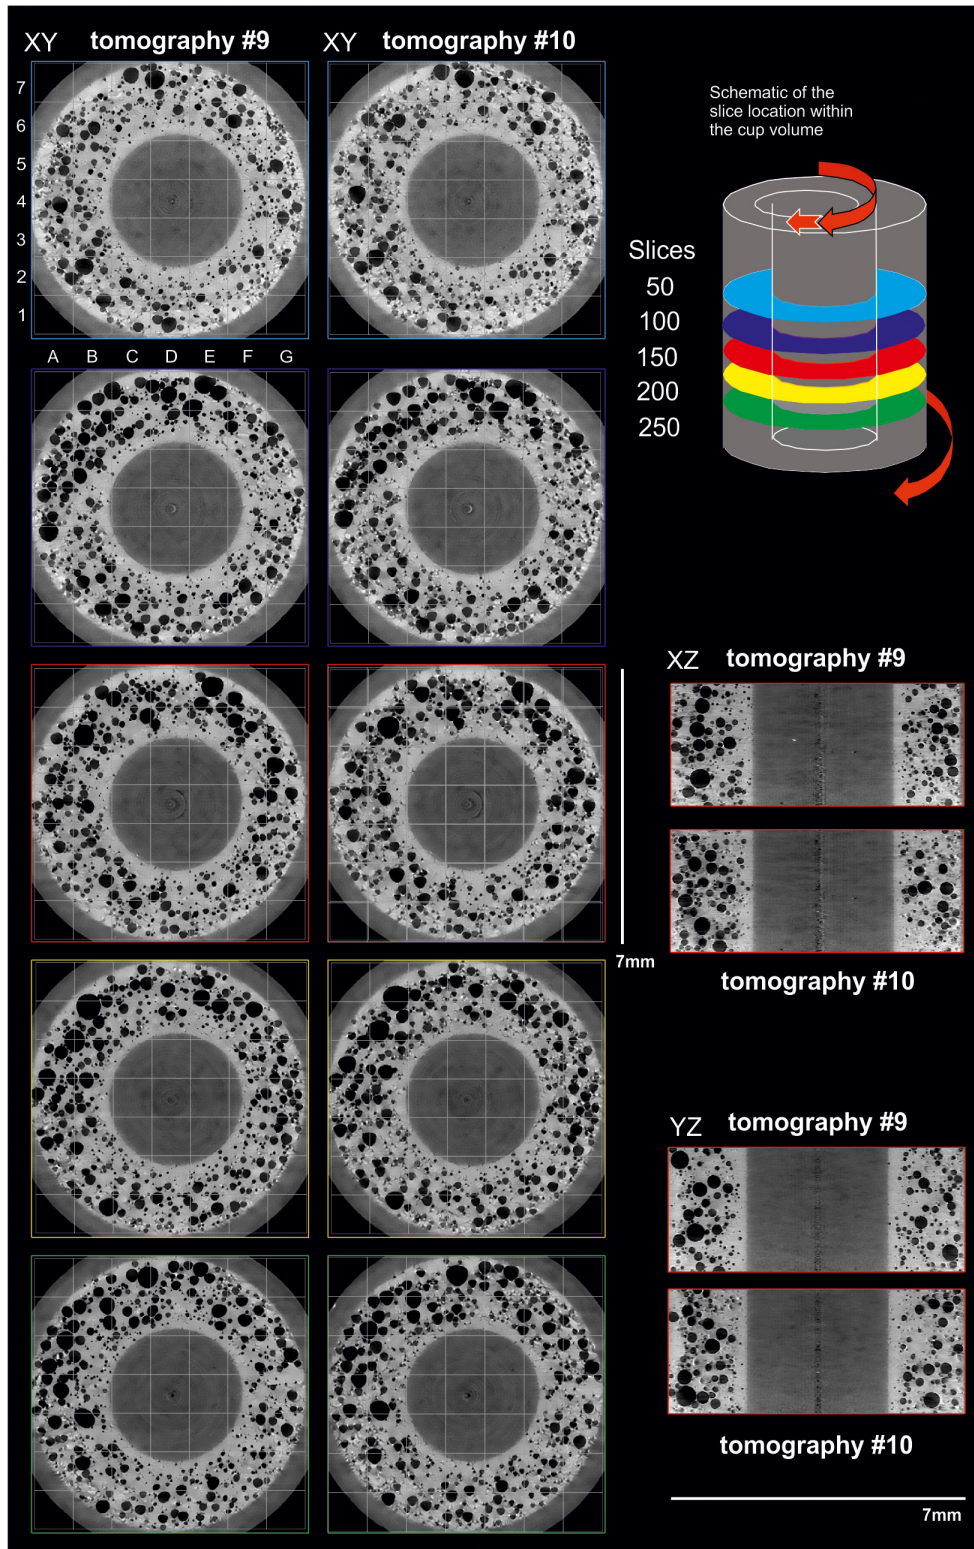 XY tomography #9 XY tomography #10
7
6
5
4
3
2
1
A B C D E F G
Schematic of the
slice location within
the cup volume
Slices
50
100
150
200
250
XZ tomography #9
tomography #10
7mm
YZ tomography #9
tomography #10
7mm